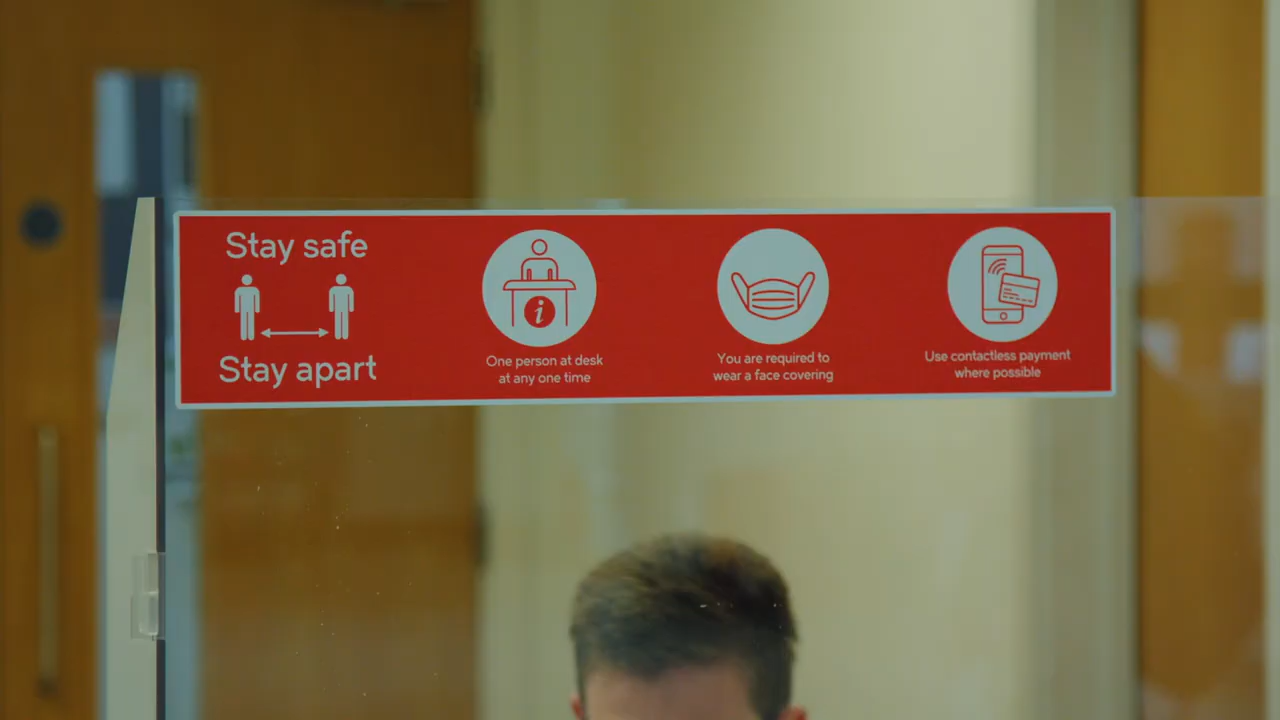 Stay safe
Stay apart
i
One person at desk
at any one time
You are required to
wear a face covering
Use contactless payment
where possible